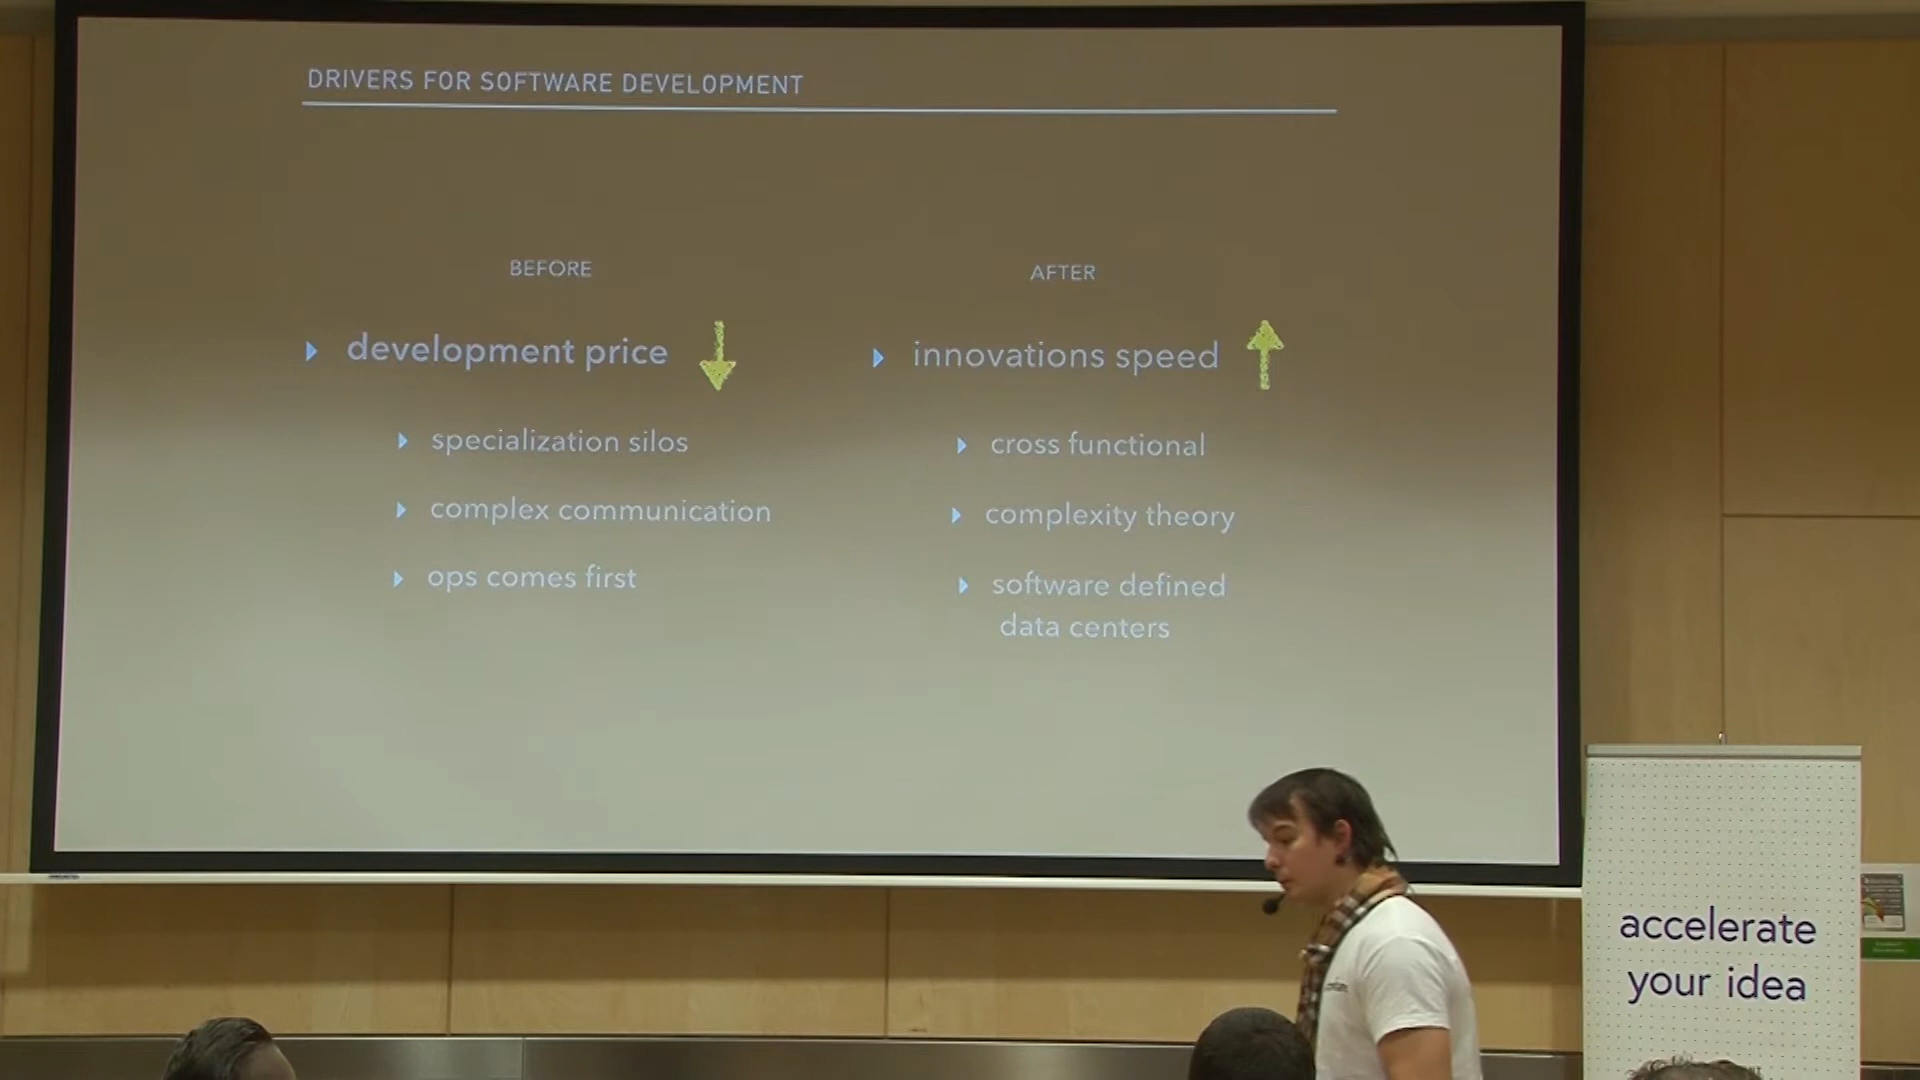 DRIVERS FOR SOFTWARE DEVELOPMENT
BEFORE
development price
specialization silos
complex communication
ops comes first
AFTER
innovations speed
cross functional
complexity theory
software defined
data centers
accelerate
your idea